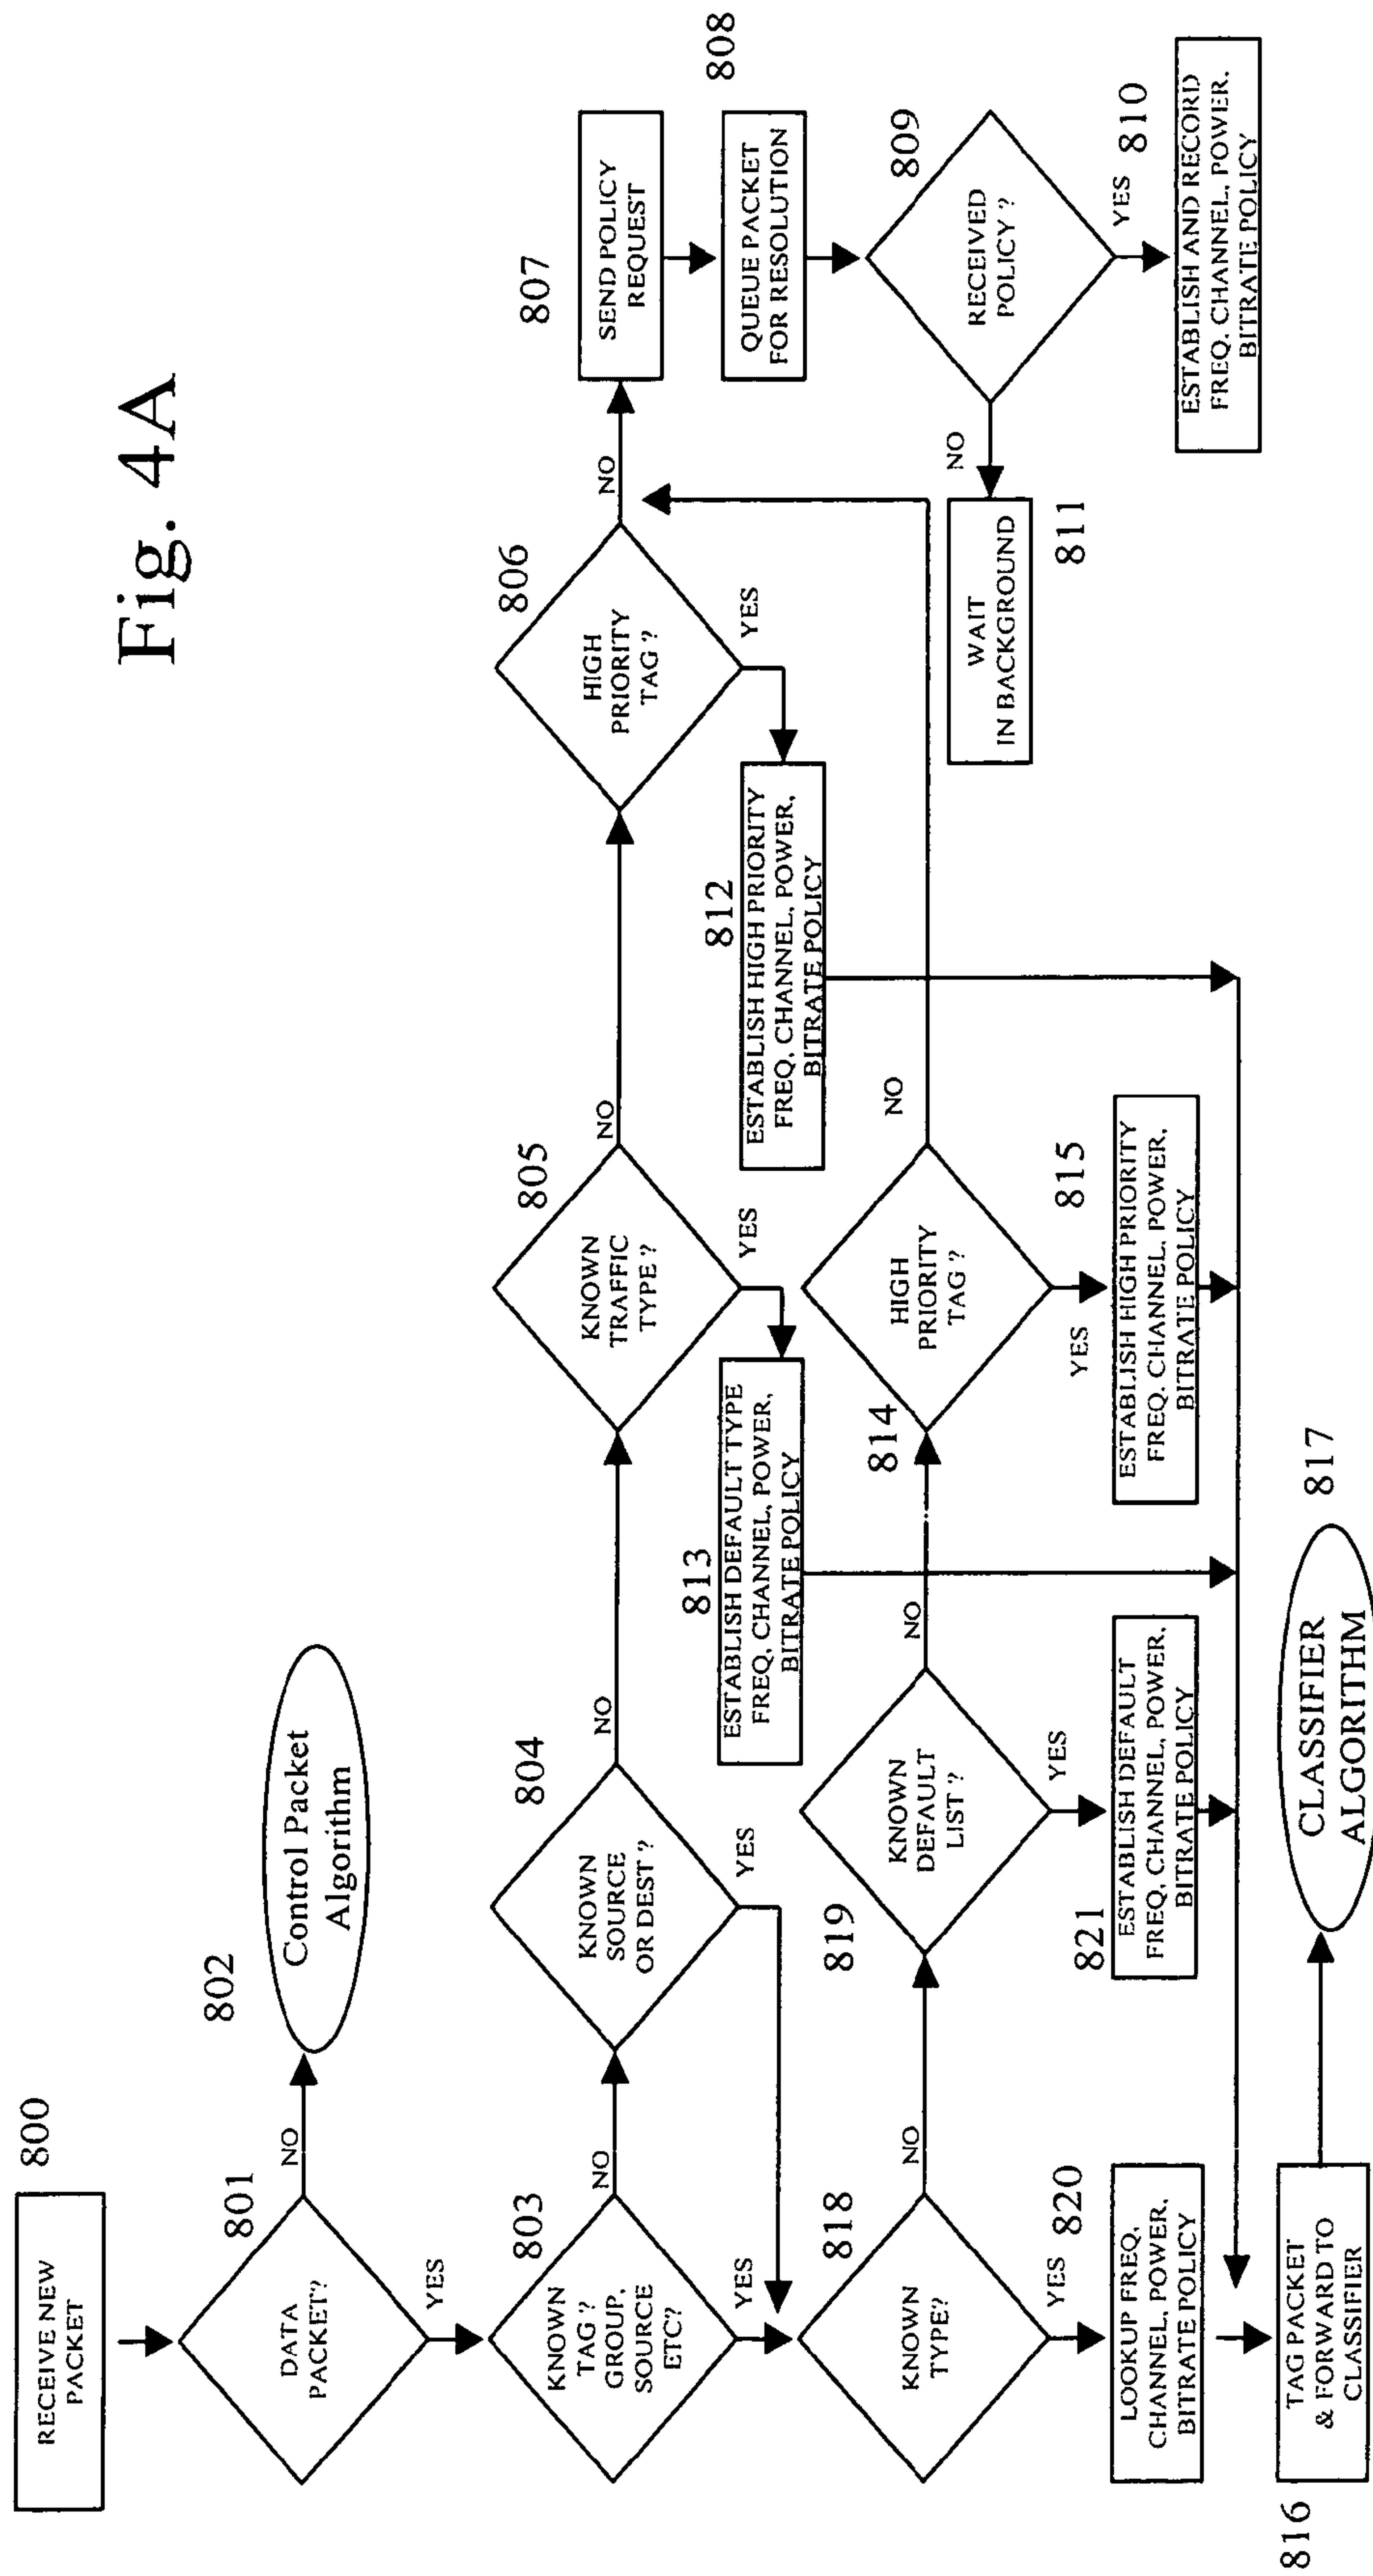 Fig. 4A
800
RECEIVE NEW
PACKET
801
DATA
PACKET?
NO
YES
802
Control Packet
Algorithm
803
KNOWN
TAG ?
GROUP,
SOURCE
ETC?
NO
YES
804
KNOWN
SOURCE
OR DEST ?
NO
YES
805
KNOWN
TRAFFIC
TYPE ?
NO
YES
806
HIGH
PRIORITY
TAG ?
NO
YES
807
SEND POLICY
REQUEST
808
QUEUE PACKET
FOR RESOLUTION
809
RECEIVED
POLICY ?
NO
YES
810
ESTABLISH AND RECORD
FREQ. CHANNEL, POWER.
BITRATE POLICY
811
WAIT
IN BACKGROUND
812
ESTABLISH HIGH PRIORITY
FREQ. CHANNEL, POWER,
BITRATE POLICY
813
ESTABLISH DEFAULT TYPE
FREQ, CHANNEL, POWER,
BITRATE POLICY
818
KNOWN
TYPE?
NO
YES
819
KNOWN
DEFAULT
LIST ?
NO
YES
814
HIGH
PRIORITY
TAG ?
NO
YES
815
ESTABLISH HIGH PRIORITY
FREQ. CHANNEL, POWER,
BITRATE POLICY
820
LOOKUP FREQ,
CHANNEL, POWER,
BITRATE POLICY
821
ESTABLISH DEFAULT
FREQ, CHANNEL, POWER,
BITRATE POLICY
816
TAG PACKET
& FORWARD TO
CLASSIFIER
817
CLASSIFIER
ALGORITHM